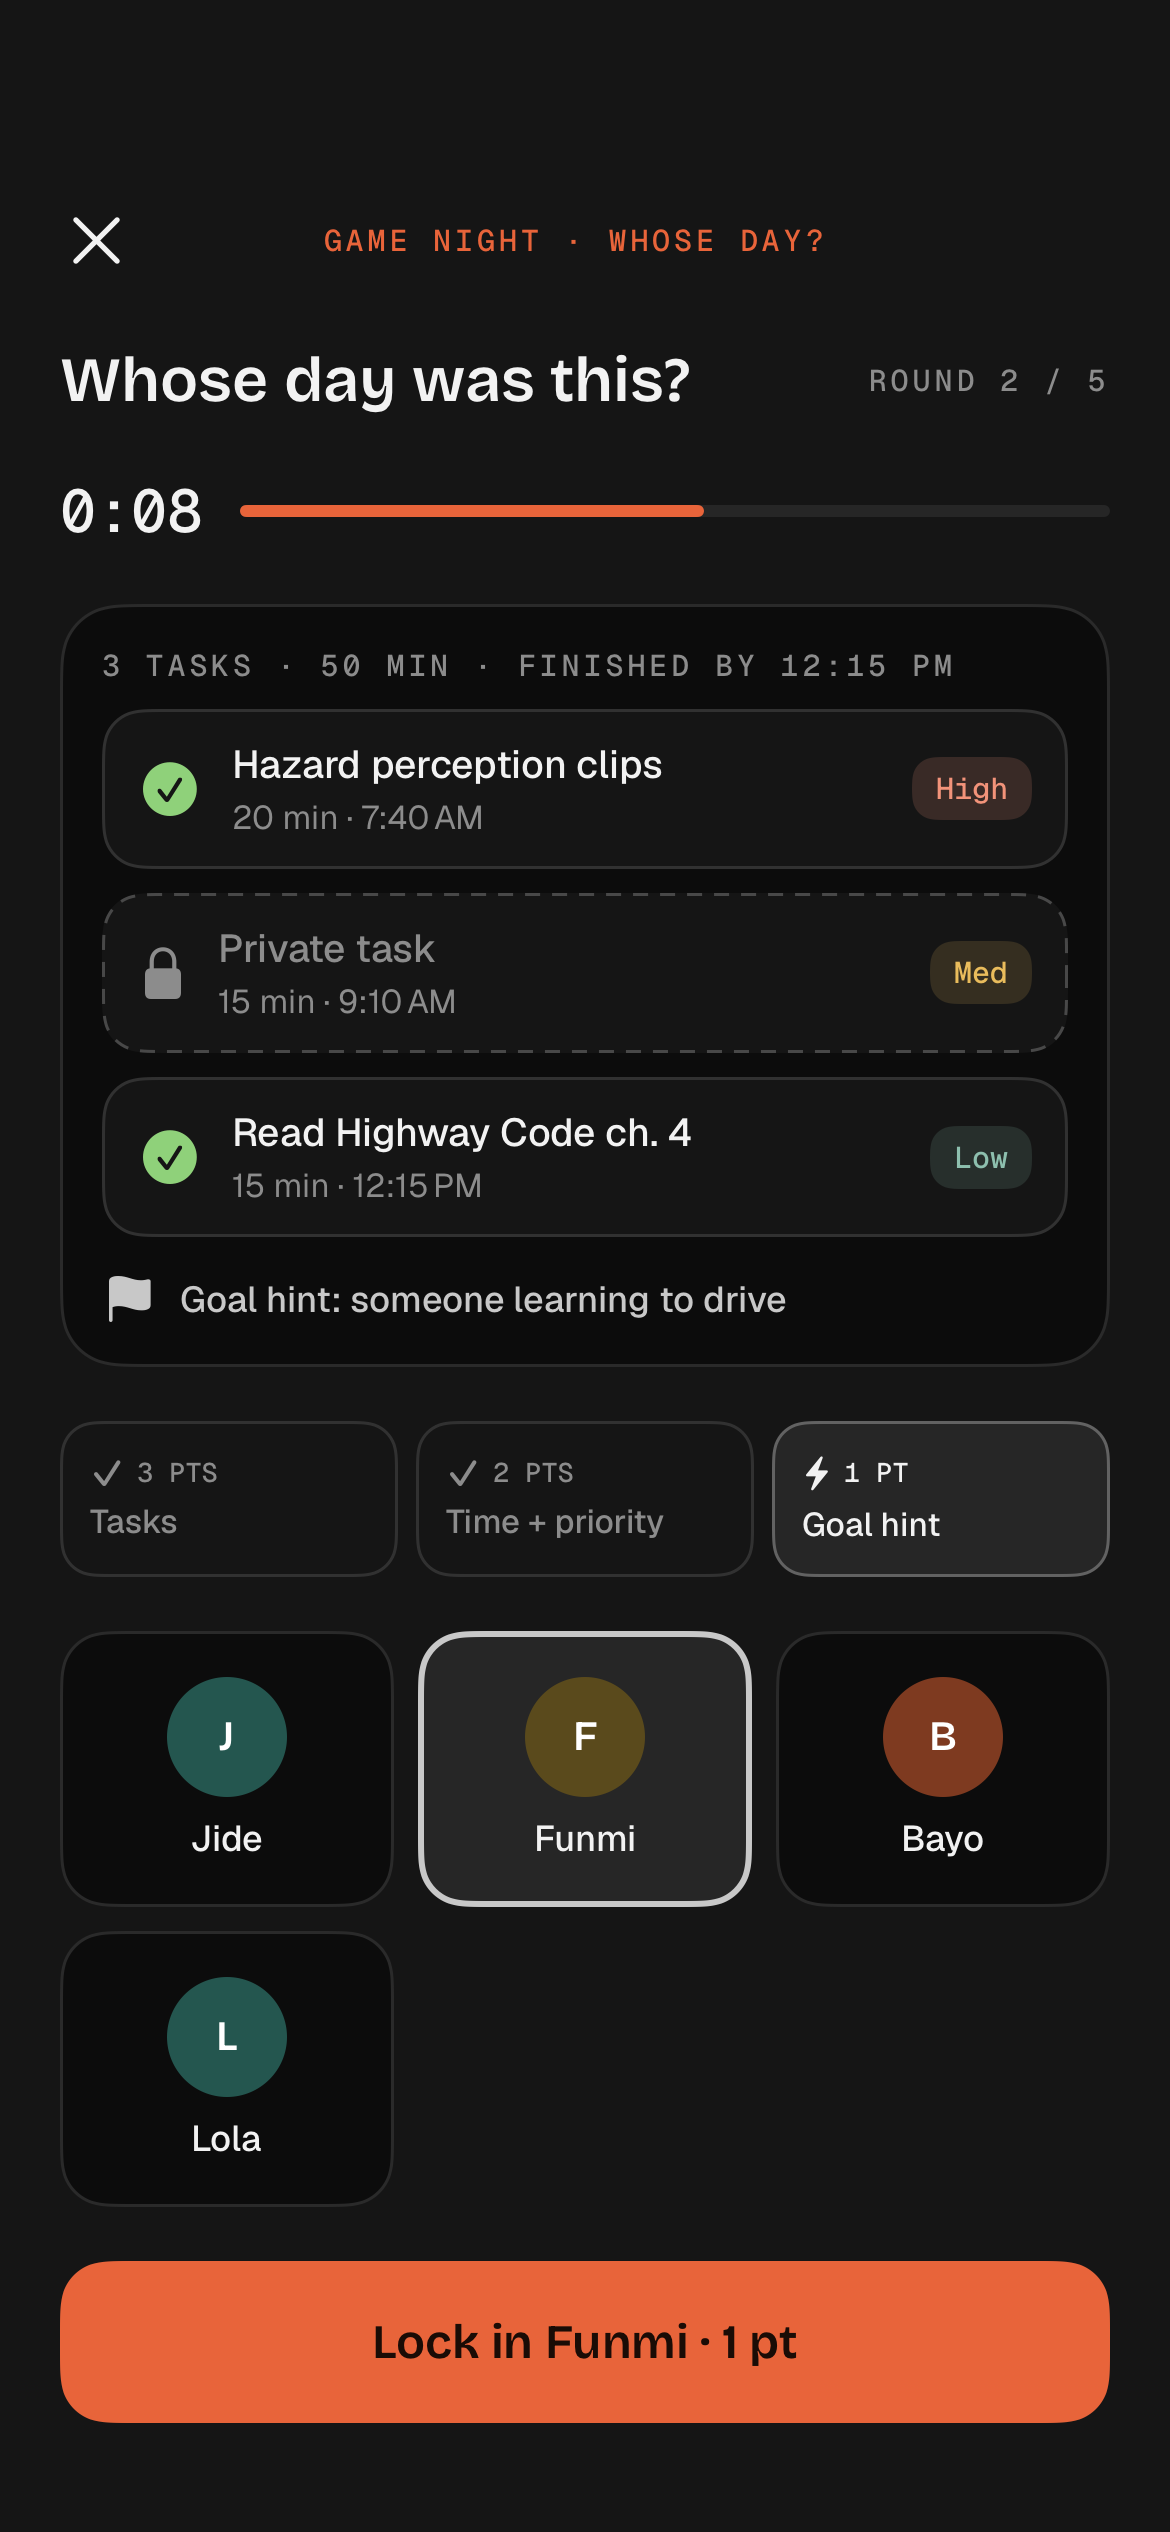 GAME NIGHT · WHOSE DAY?
Whose day was this?
ROUND 2 / 5
0:08
3 TASKS · 50 MIN · FINISHED BY 12:15 PM
Hazard perception clips
20 min · 7:40 AM
High
Private task
15 min · 9:10 AM
Med
Read Highway Code ch. 4
15 min · 12:15 PM
Low
Goal hint: someone learning to drive
3 PTS
Tasks
2 PTS
Time + priority
1 PT
Goal hint
J
Jide
F
Funmi
B
Bayo
L
Lola
Lock in Funmi · 1 pt